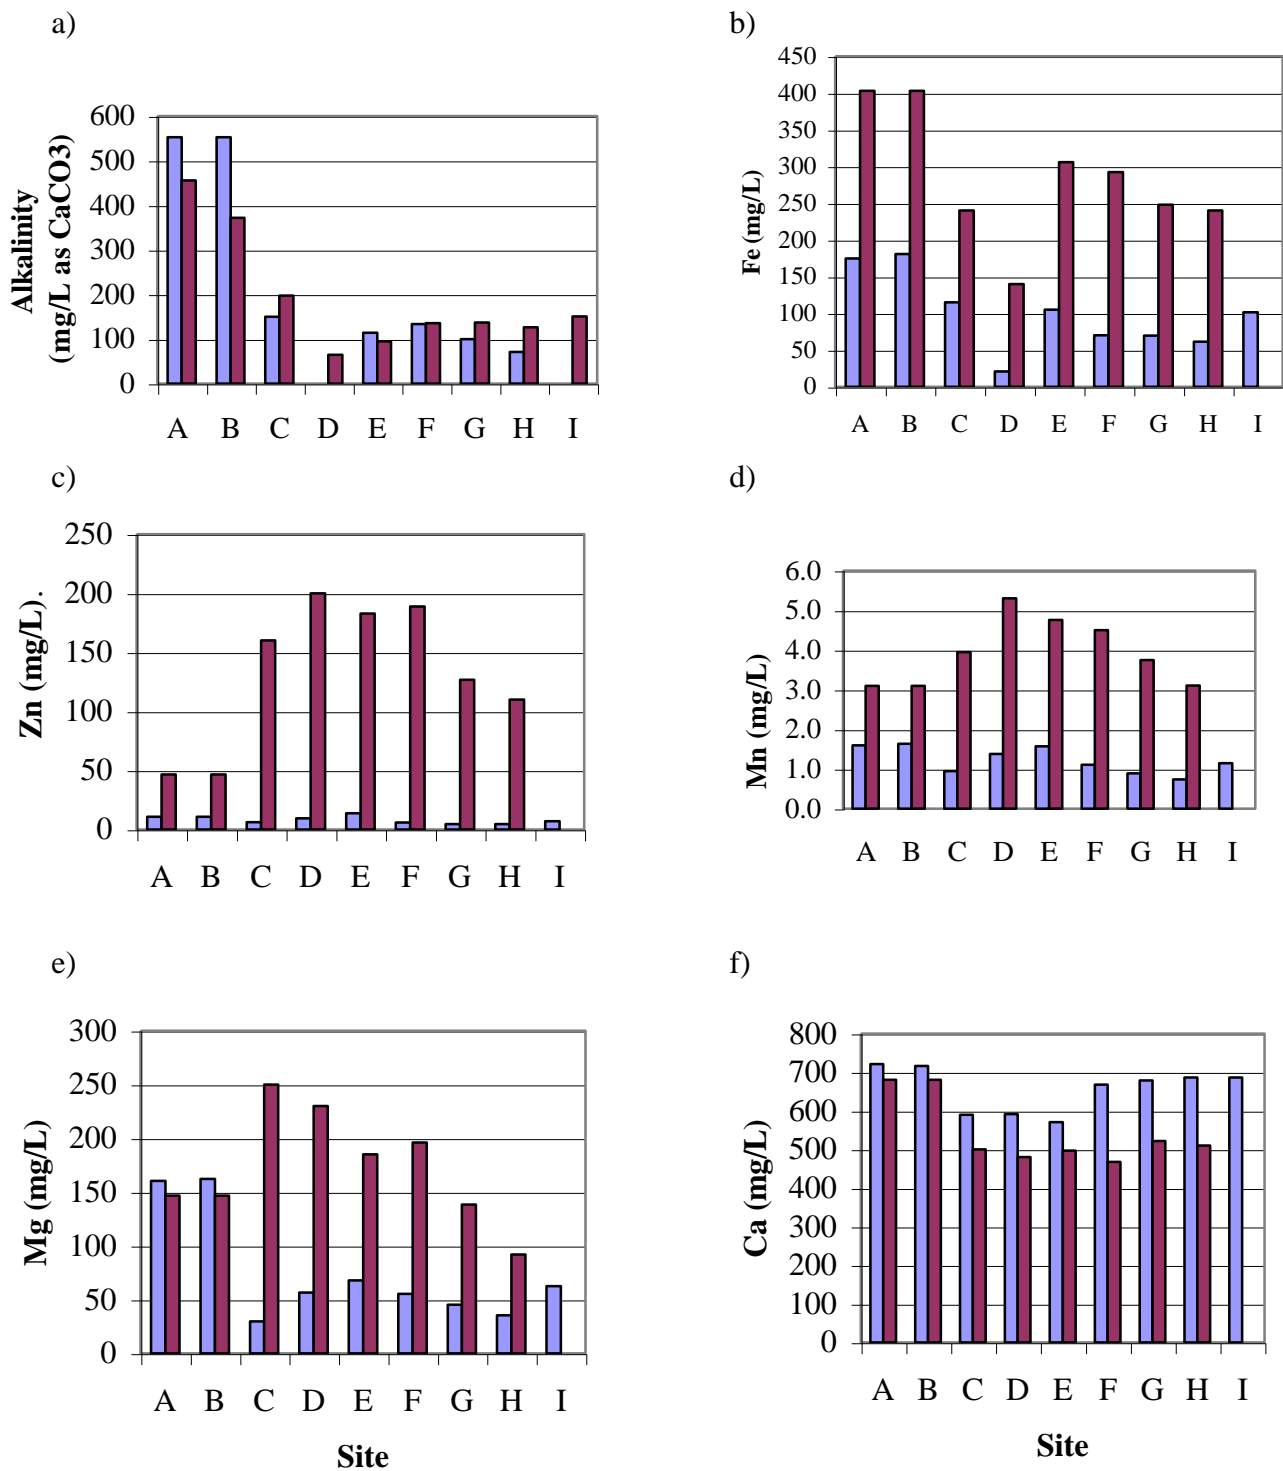 a)
Alkalinity
(mg/L as CaCO3)
600
500
400
300
200
100
0
A B C D E F G H I
b)
Fe (mg/L)
450
400
350
300
250
200
150
100
50
0
A B C D E F G H I
c)
Zn (mg/L).
250
200
150
100
50
0
A B C D E F G H I
d)
Mn (mg/L)
6.0
5.0
4.0
3.0
2.0
1.0
0.0
A B C D E F G H I
e)
Mg (mg/L)
300
250
200
150
100
50
0
A B C D E F G H I
Site
f)
Ca (mg/L)
800
700
600
500
400
300
200
100
0
A B C D E F G H I
Site